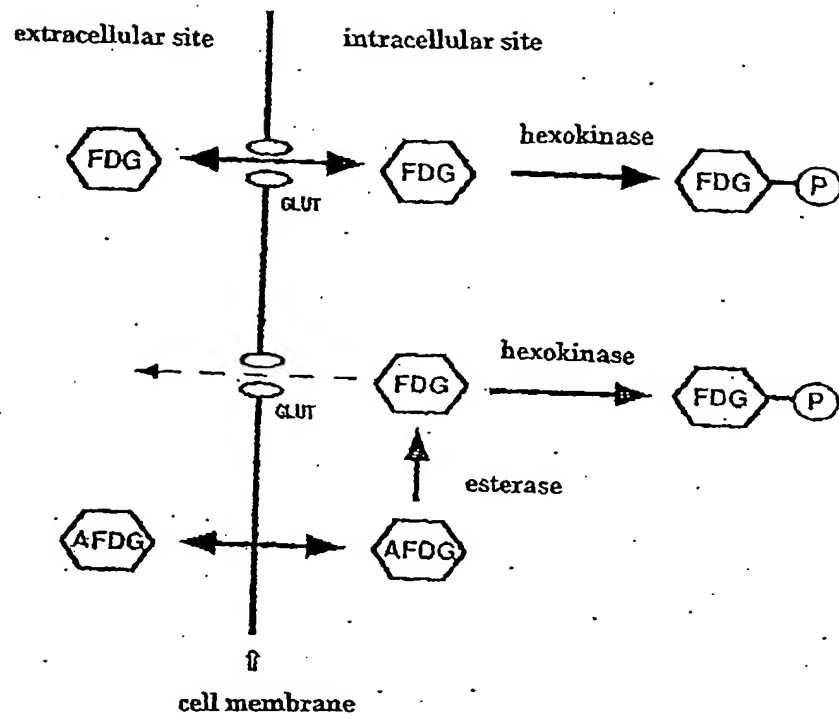 extracellular site
intracellular site
hexokinase
FDG
FDG
FDG
P
GLUT
hexokinase
FDG
FDG
P
GLUT
esterase
AFDG
AFDG
cell membrane